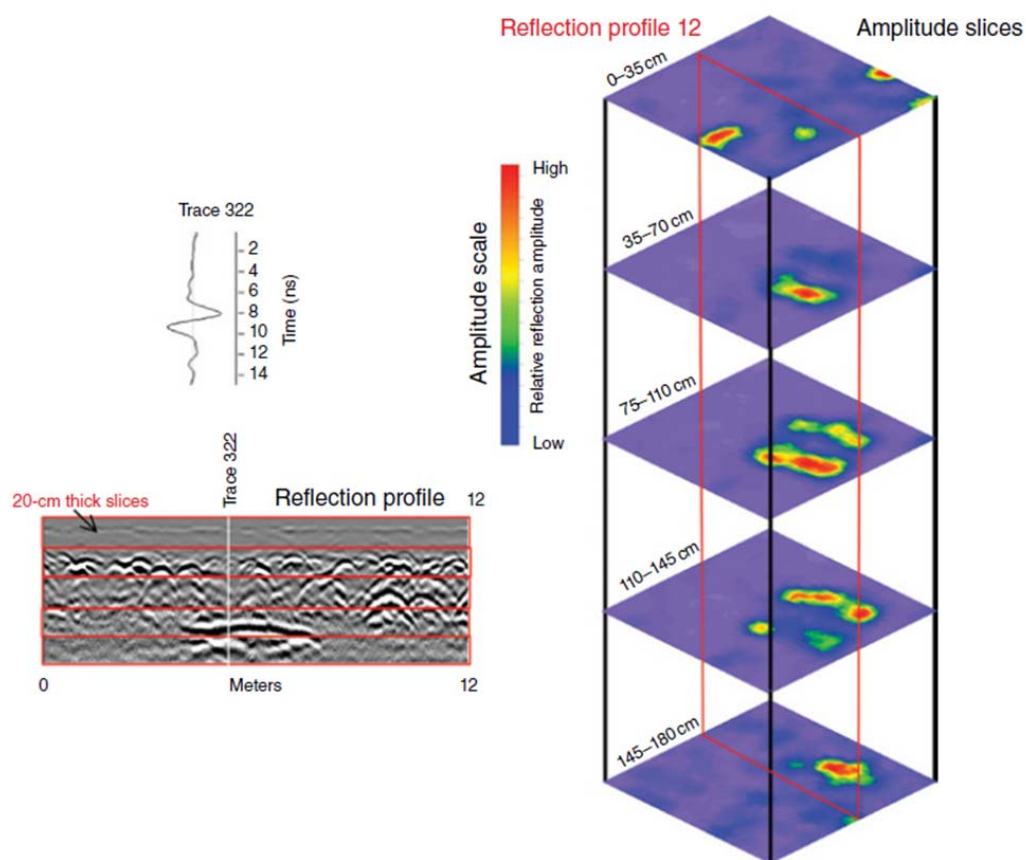 Reflection profile 12
Amplitude slices
0–35 cm
High
Amplitude scale
Relative reflection amplitude
Low
Trace 322
2
4
6
8
10
12
14
Time (ns)
35–70 cm
75–110 cm
Trace 322
20-cm thick slices
Reflection profile
12
0
Meters
12
110–145 cm
145–180 cm